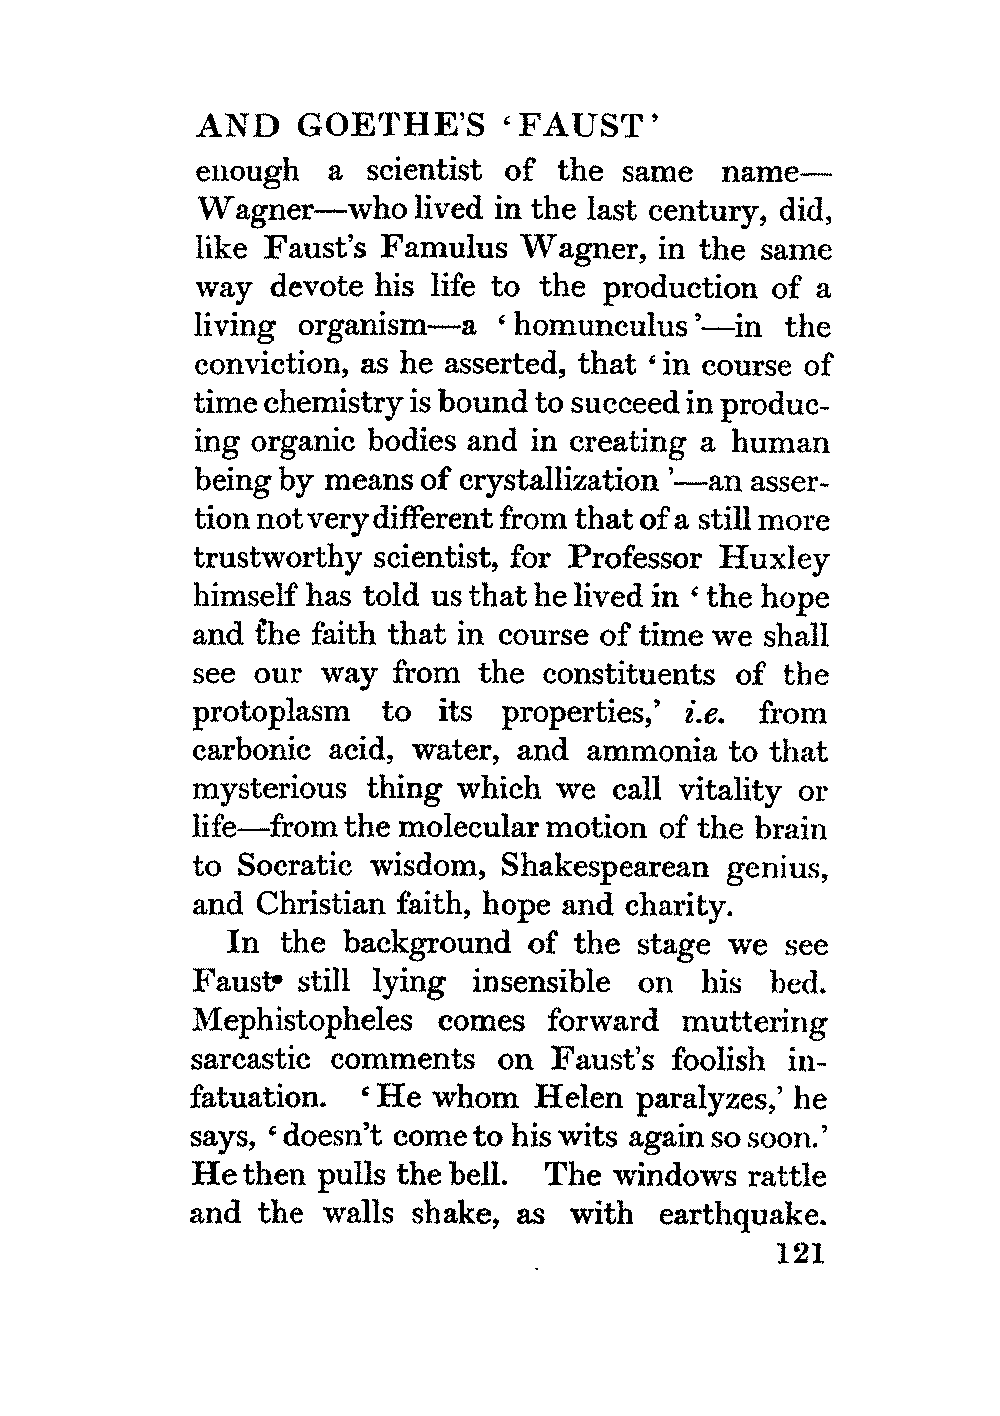 AND GOETHE'S ‘FAUST’
enough a scientist of the same name—
Wagner—who lived in the last century, did,
like Faust's Famulus Wagner, in the same
way devote his life to the production of a
living organism—a ‘homunculus’—in the
conviction, as he asserted, that ‘in course of
time chemistry is bound to succeed in produc-
ing organic bodies and in creating a human
being by means of crystallization’—an asser-
tion not very different from that of a still more
trustworthy scientist, for Professor Huxley
himself has told us that he lived in ‘the hope
and the faith that in course of time we shall
see our way from the constituents of the
protoplasm to its properties,’ i.e. from
carbonic acid, water, and ammonia to that
mysterious thing which we call vitality or
life—from the molecular motion of the brain
to Socratic wisdom, Shakespearean genius,
and Christian faith, hope and charity.
In the background of the stage we see
Faust still lying insensible on his bed.
Mephistopheles comes forward muttering
sarcastic comments on Faust's foolish in-
fatuation. ‘He whom Helen paralyzes,’ he
says, ‘doesn't come to his wits again so soon.’
He then pulls the bell. The windows rattle
and the walls shake, as with earthquake.
121